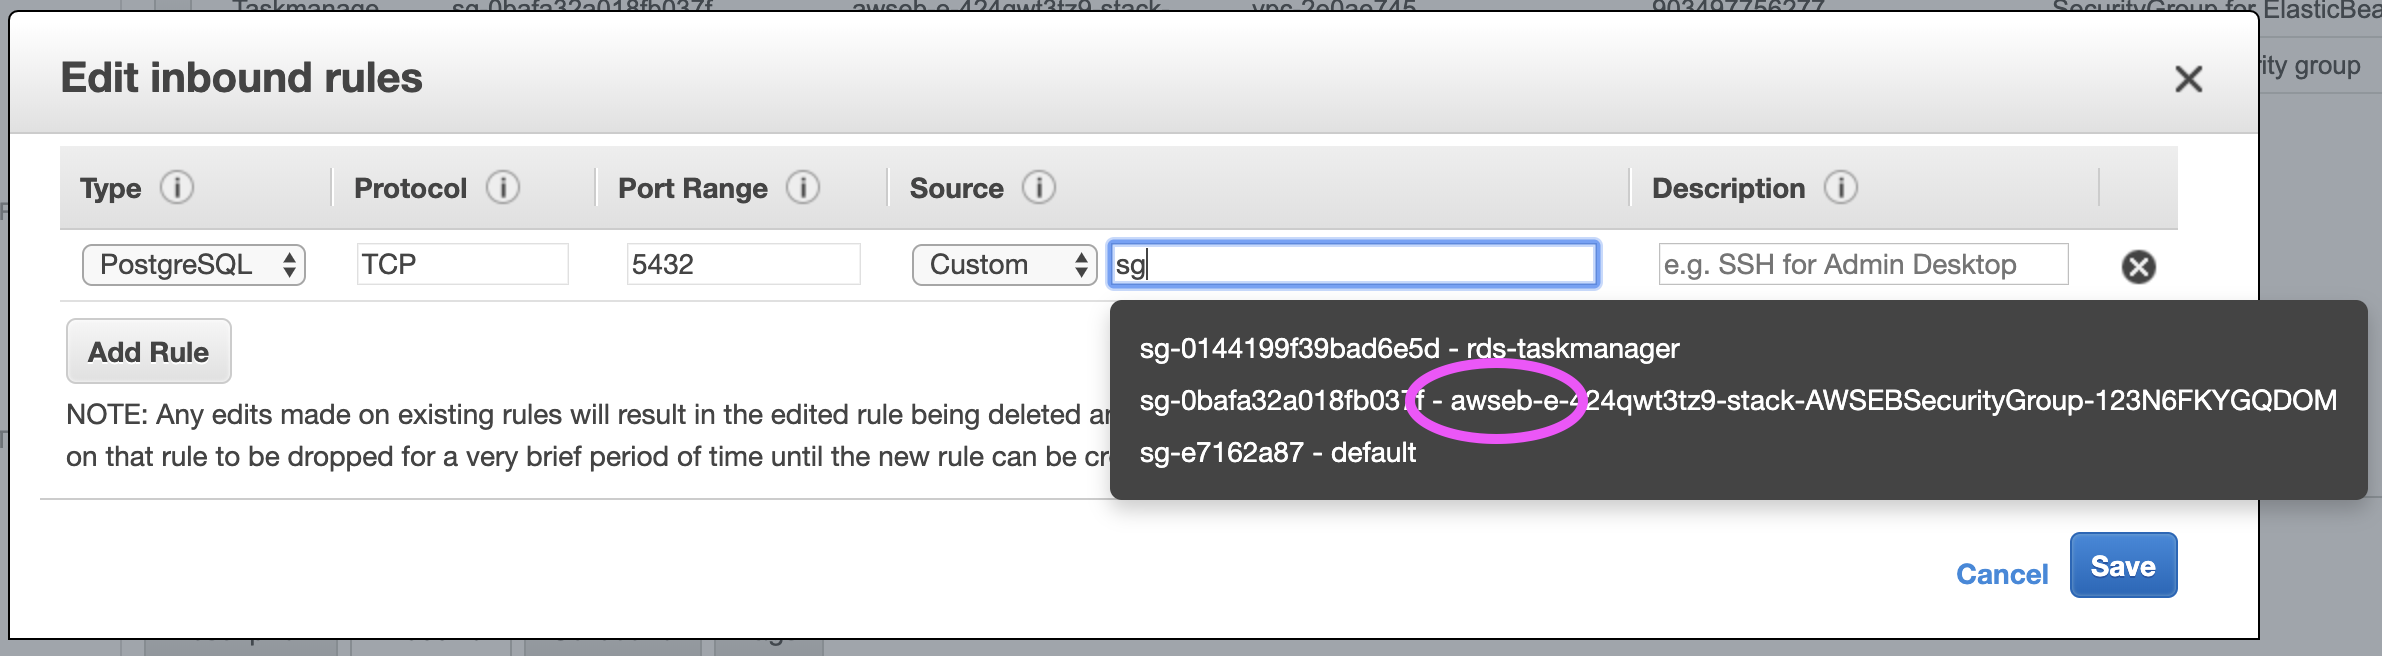 Taskmanage sg-0bafa32a018fb037f awseb-e-424qwt3tz9-stack- vpc-2e0ae745 903497756277 SecurityGroup for ElasticBea
Edit inbound rules
rity group
Type Protocol Port Range Source Description
PostgreSQL TCP 5432 Custom sg e.g. SSH for Admin Desktop
Add Rule
sg-0144199f39bad6e5d - rds-taskmanager
sg-0bafa32a018fb037f - awseb-e-424qwt3tz9-stack-AWSEBSecurityGroup-123N6FKYGQDOM
sg-e7162a87 - default
NOTE: Any edits made on existing rules will result in the edited rule being deleted an
on that rule to be dropped for a very brief period of time until the new rule can be cr
Cancel Save